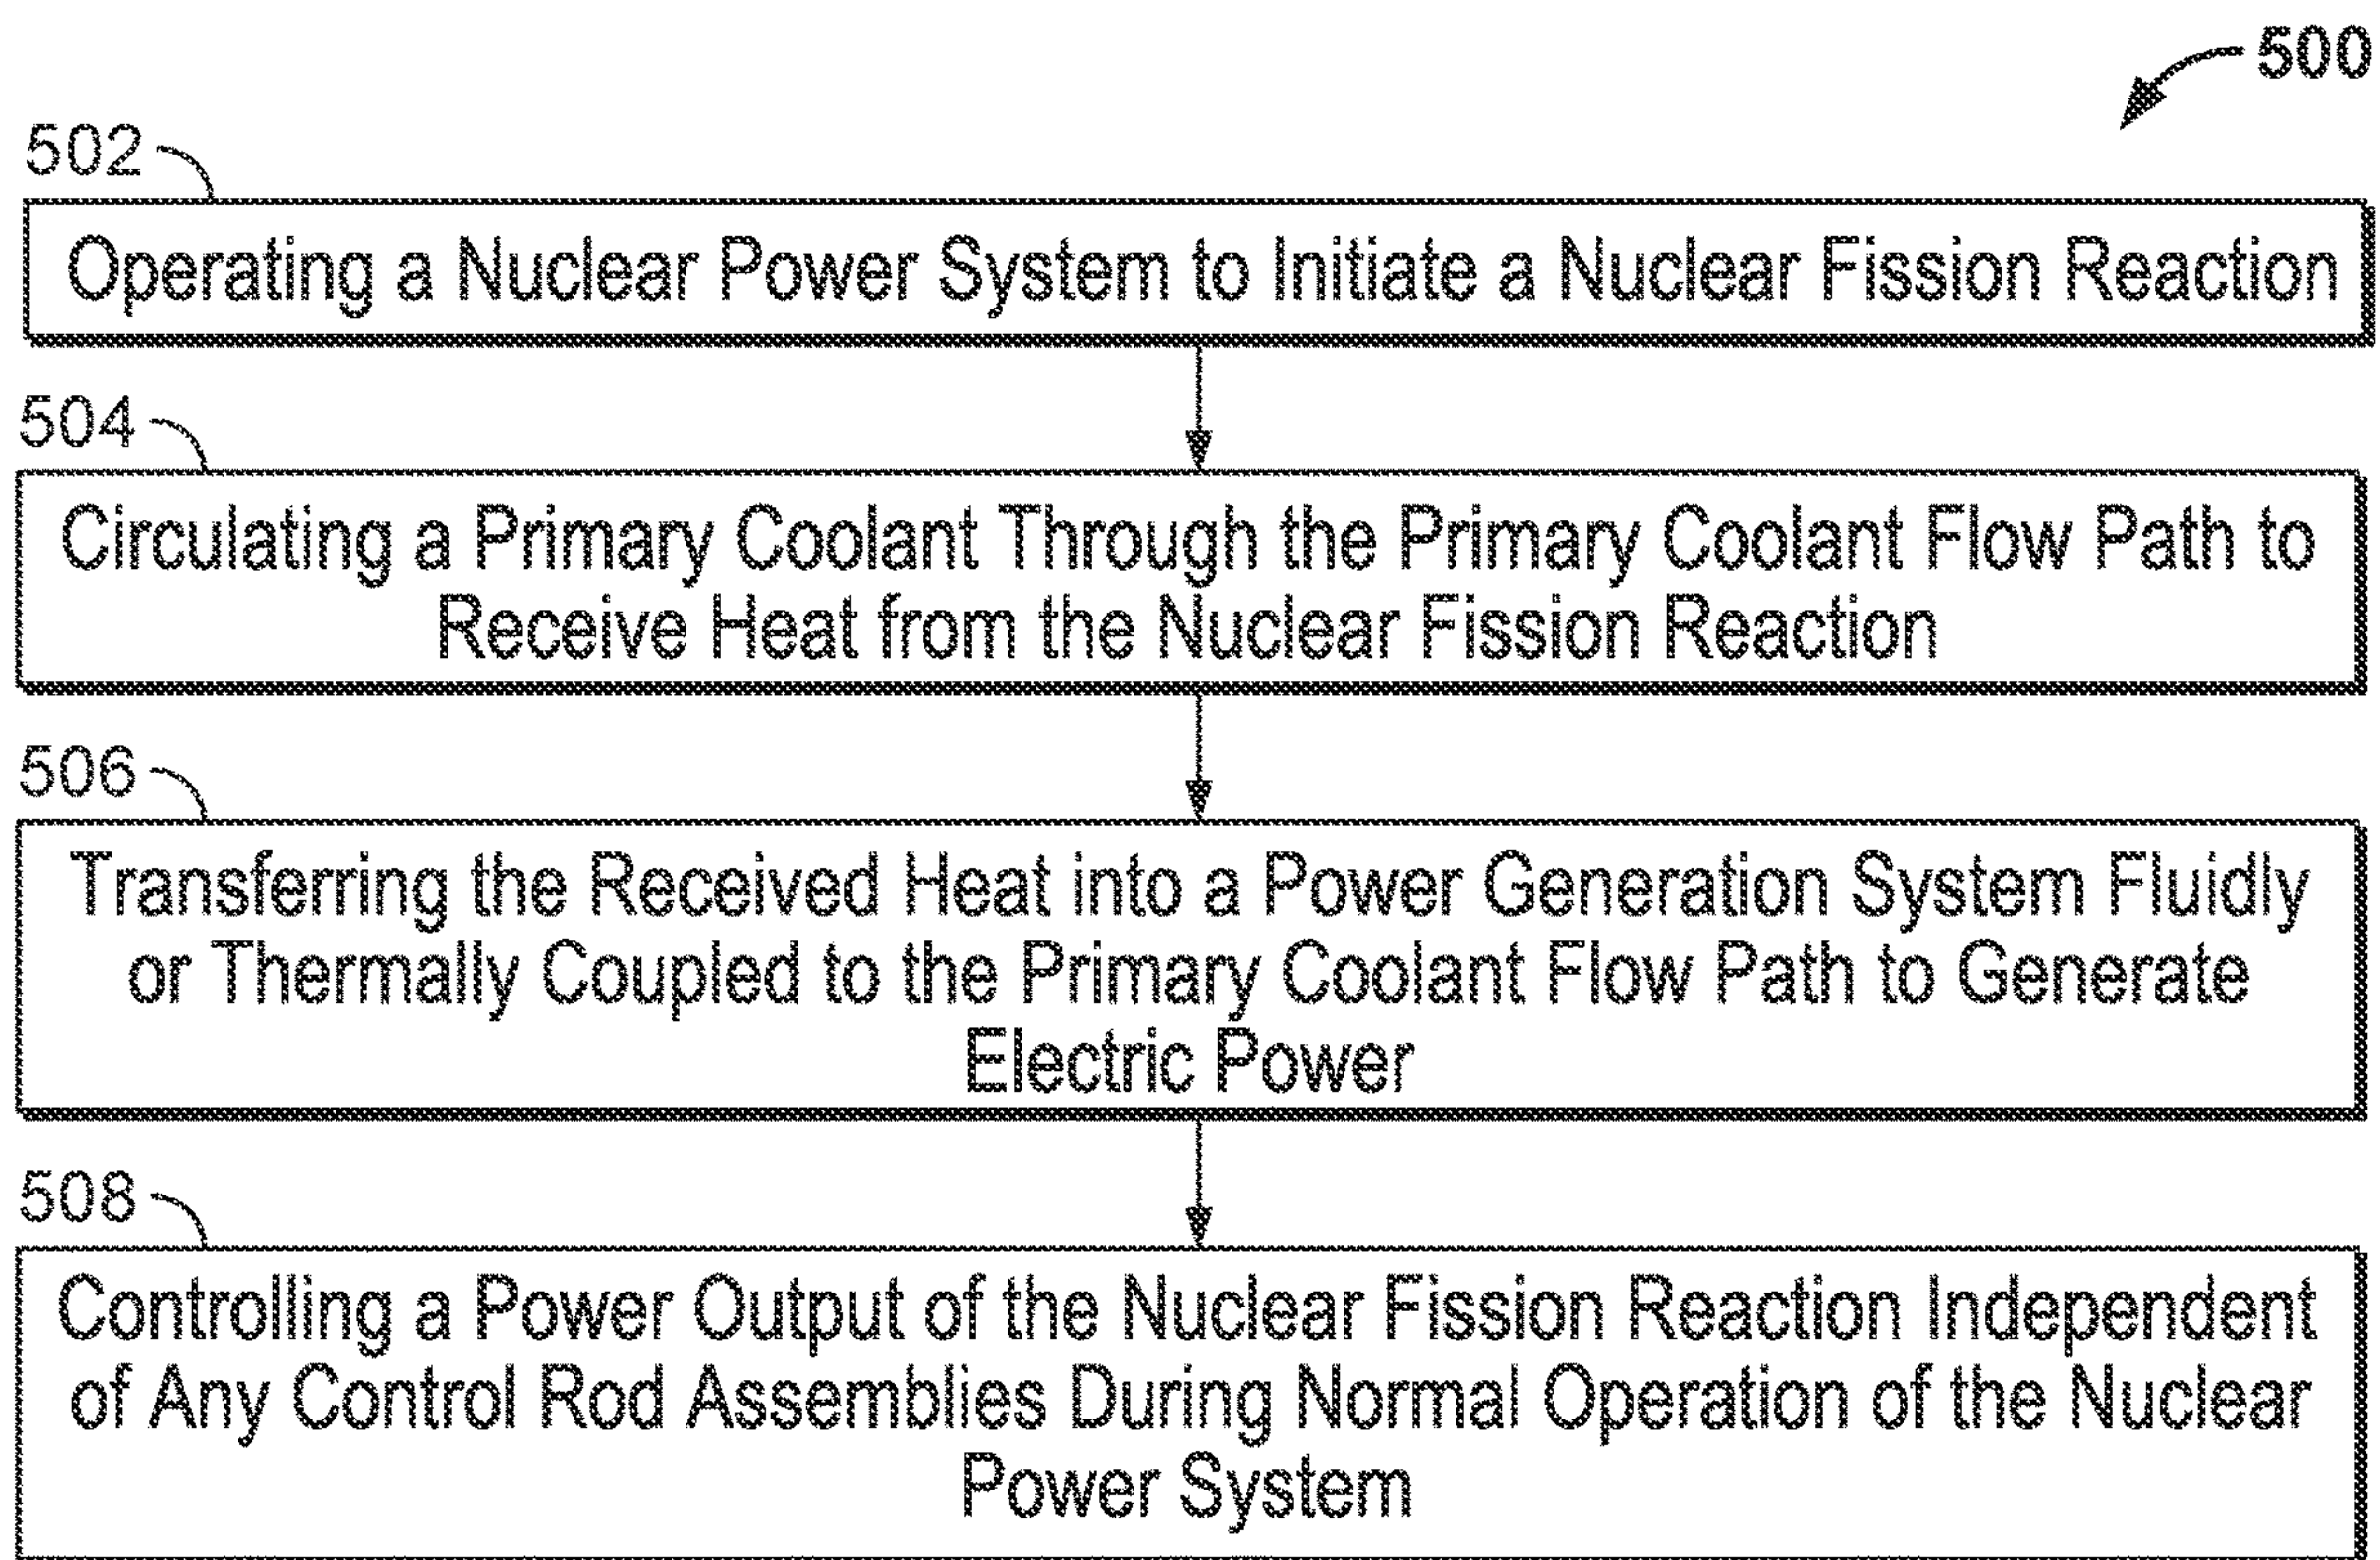 500
502
Operating a Nuclear Power System to Initiate a Nuclear Fission Reaction
504
Circulating a Primary Coolant Through the Primary Coolant Flow Path to
Receive Heat from the Nuclear Fission Reaction
506
Transferring the Received Heat into a Power Generation System Fluidly
or Thermally Coupled to the Primary Coolant Flow Path to Generate
Electric Power
508
Controlling a Power Output of the Nuclear Fission Reaction Independent
of Any Control Rod Assemblies During Normal Operation of the Nuclear
Power System